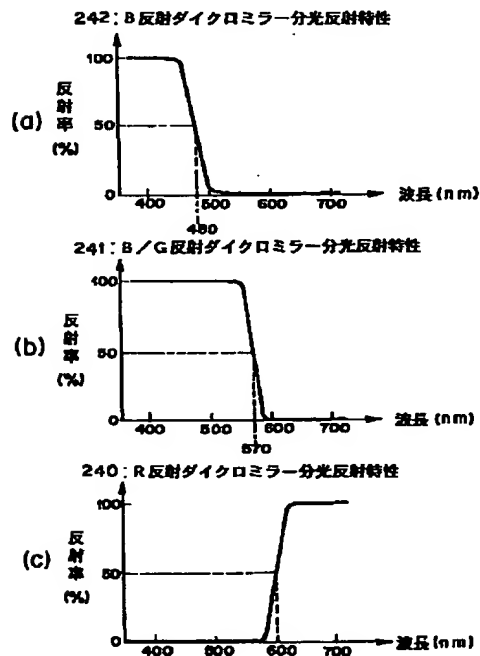 242:B反射ダイクロミラー分光反射特性
(a)
反射率(%)
100
50
0
400 500 600 700 波長(nm)
480
241:B/G反射ダイクロミラー分光反射特性
(b)
反射率(%)
100
50
0
400 500 600 700 波長(nm)
570
240:R反射ダイクロミラー分光反射特性
(c)
反射率(%)
100
50
0
400 500 600 700 波長(nm)